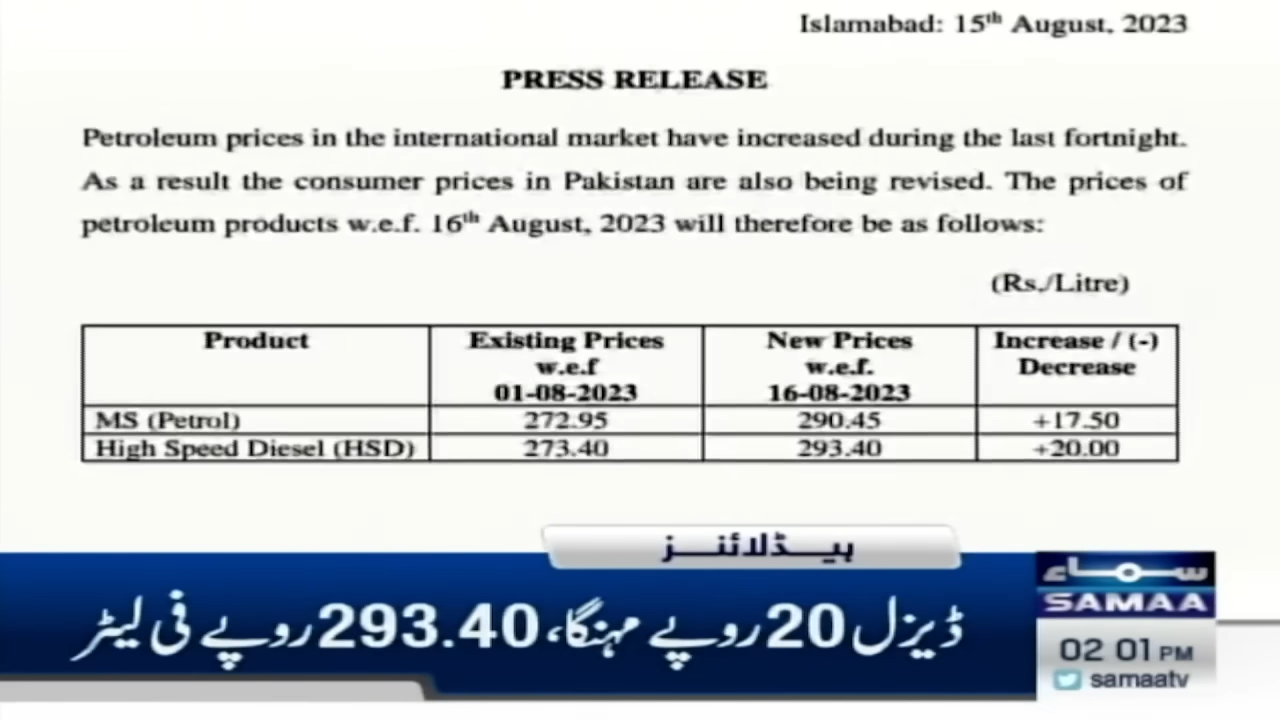 Islamabad: 15th August, 2023
PRESS RELEASE
Petroleum prices in the international market have increased during the last fortnight.
As a result the consumer prices in Pakistan are also being revised. The prices of
petroleum products w.e.f. 16th August, 2023 will therefore be as follows:
(Rs./Litre)
Product Existing Prices w.e.f 01-08-2023 New Prices w.e.f. 16-08-2023 Increase / (-) Decrease
MS (Petrol) 272.95 290.45 +17.50
High Speed Diesel (HSD) 273.40 293.40 +20.00
ہیڈلائنز
ڈیزل 20 روپے مہنگا، 293.40 روپے فی لیٹر
سماء
SAMAA
02 01 PM
samaatv